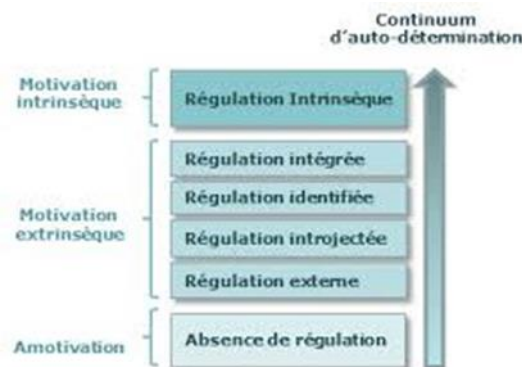 Continuum
d'auto-détermination
Motivation
intrinsèque
Régulation Intrinsèque
Motivation
extrinsèque
Régulation intégrée
Régulation identifiée
Régulation introjectée
Régulation externe
Amotivation
Absence de régulation